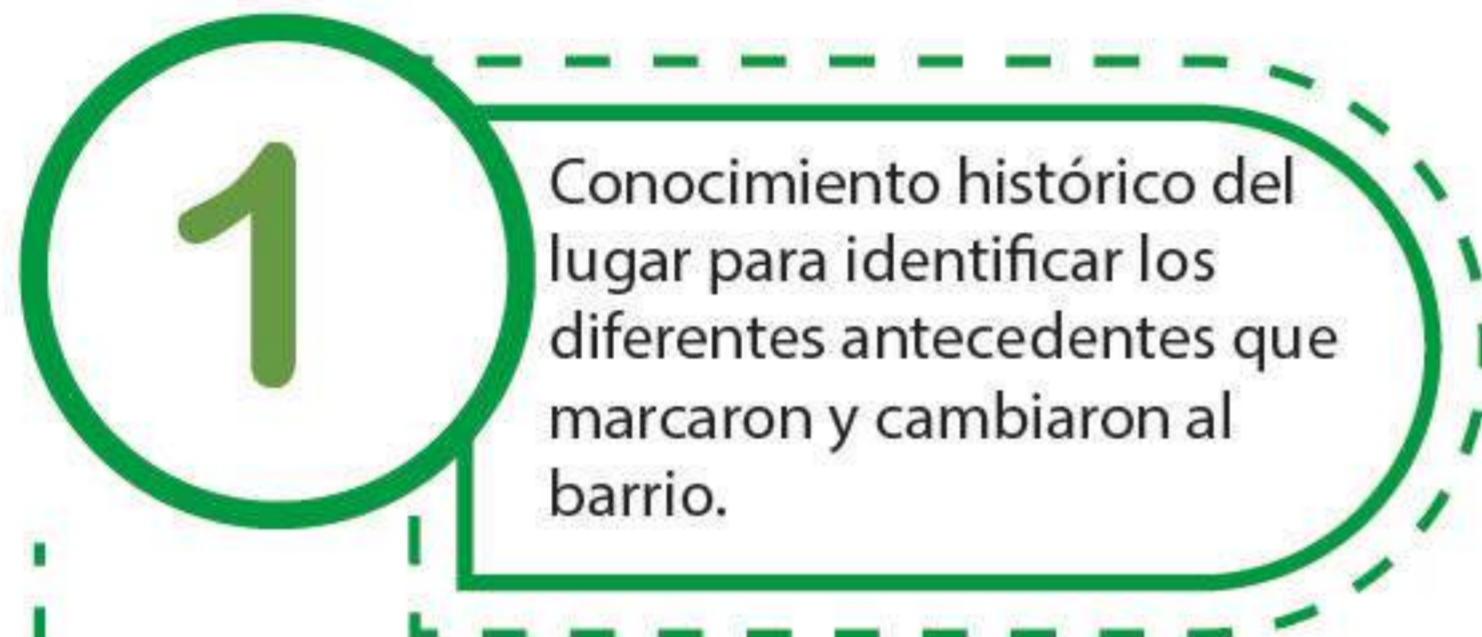 1
Conocimiento histórico del
lugar para identificar los
diferentes antecedentes que
marcaron y cambiaron al
barrio.